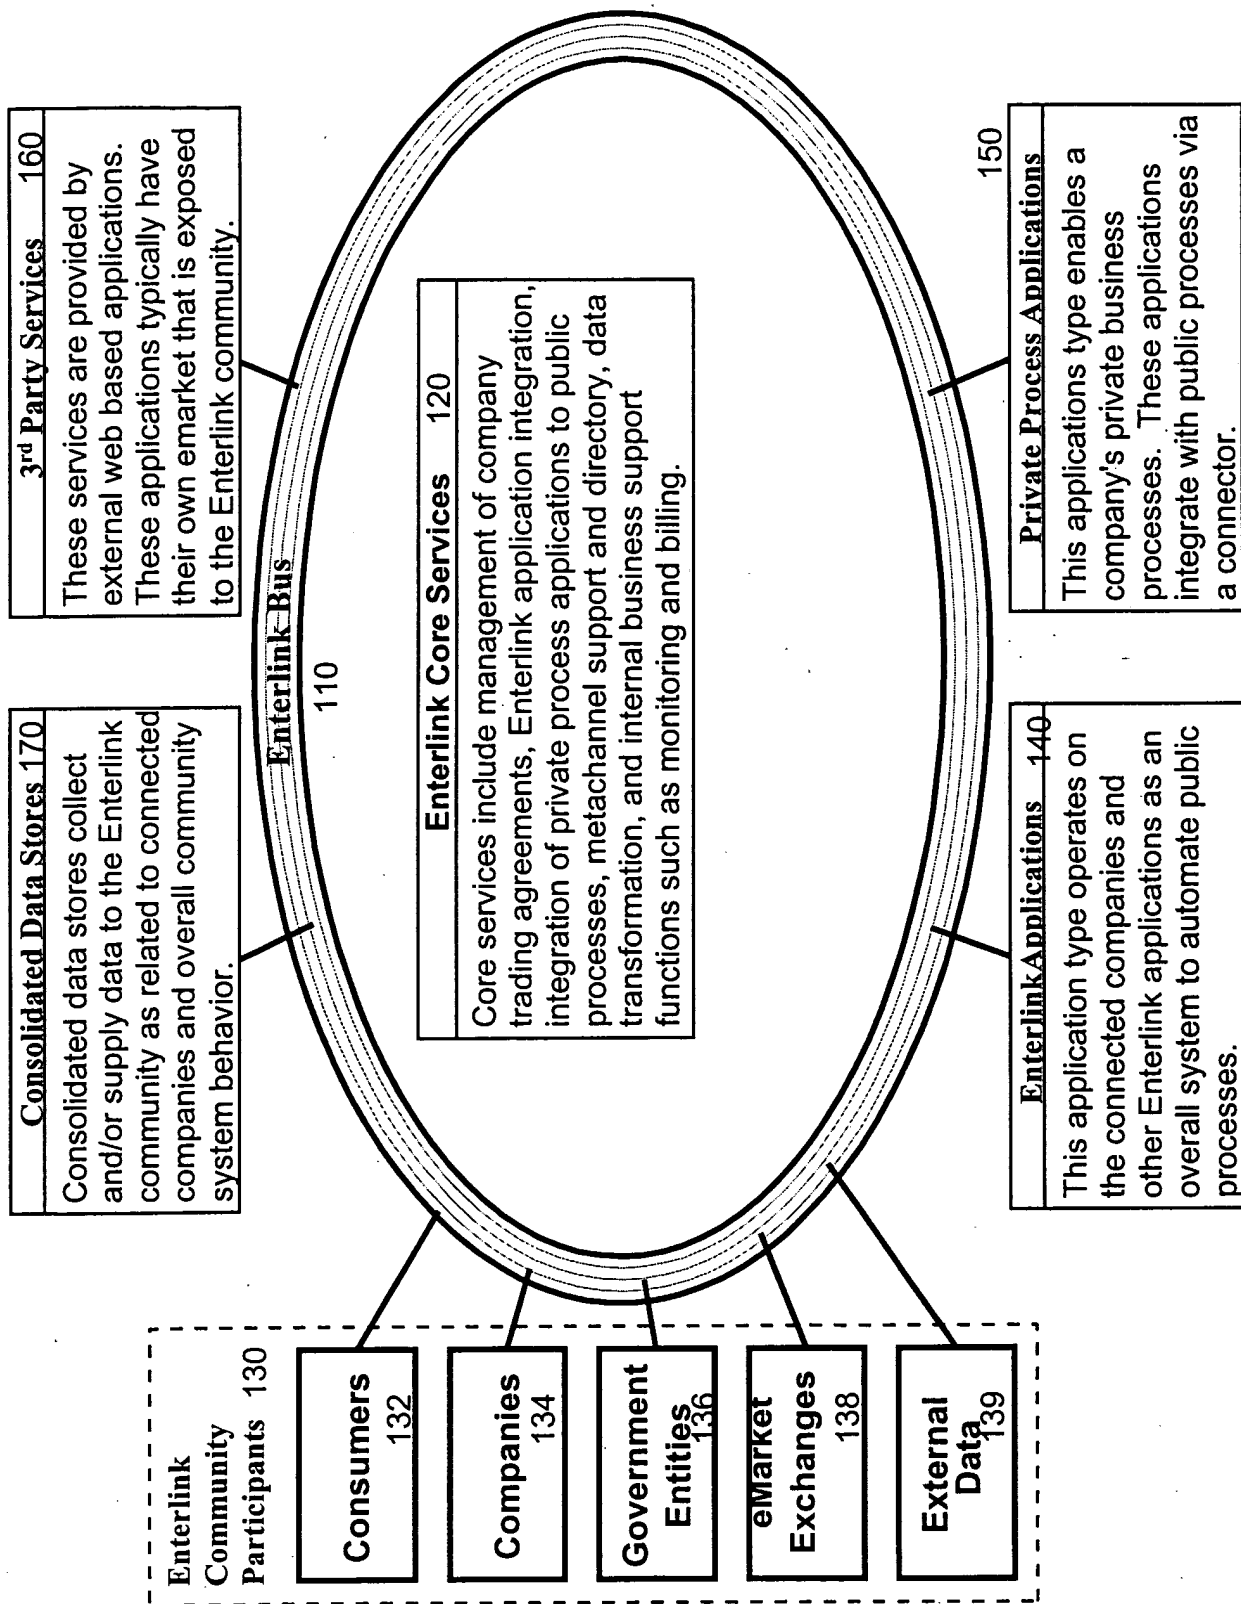 Consolidated Data Stores 170
Consolidated data stores collect
and/or supply data to the Enterlink
community as related to connected
companies and overall community
system behavior.
3rd Party Services 160
These services are provided by
external web based applications.
These applications typically have
their own emarket that is exposed
to the Enterlink community.
Enterlink
Community
Participants 130
Consumers
132
Companies
134
Government
Entities
136
eMarket
Exchanges
138
External
Data
139
Enterlink Bus
110
Enterlink Core Services 120
Core services include management of company
trading agreements, Enterlink application integration,
integration of private process applications to public
processes, metachannel support and directory, data
transformation, and internal business support
functions such as monitoring and billing.
EnterlinkApplications 140
This application type operates on
the connected companies and
other Enterlink applications as an
overall system to automate public
processes.
150
Private Process Applications
This applications type enables a
company's private business
processes. These applications
integrate with public processes via
a connector.